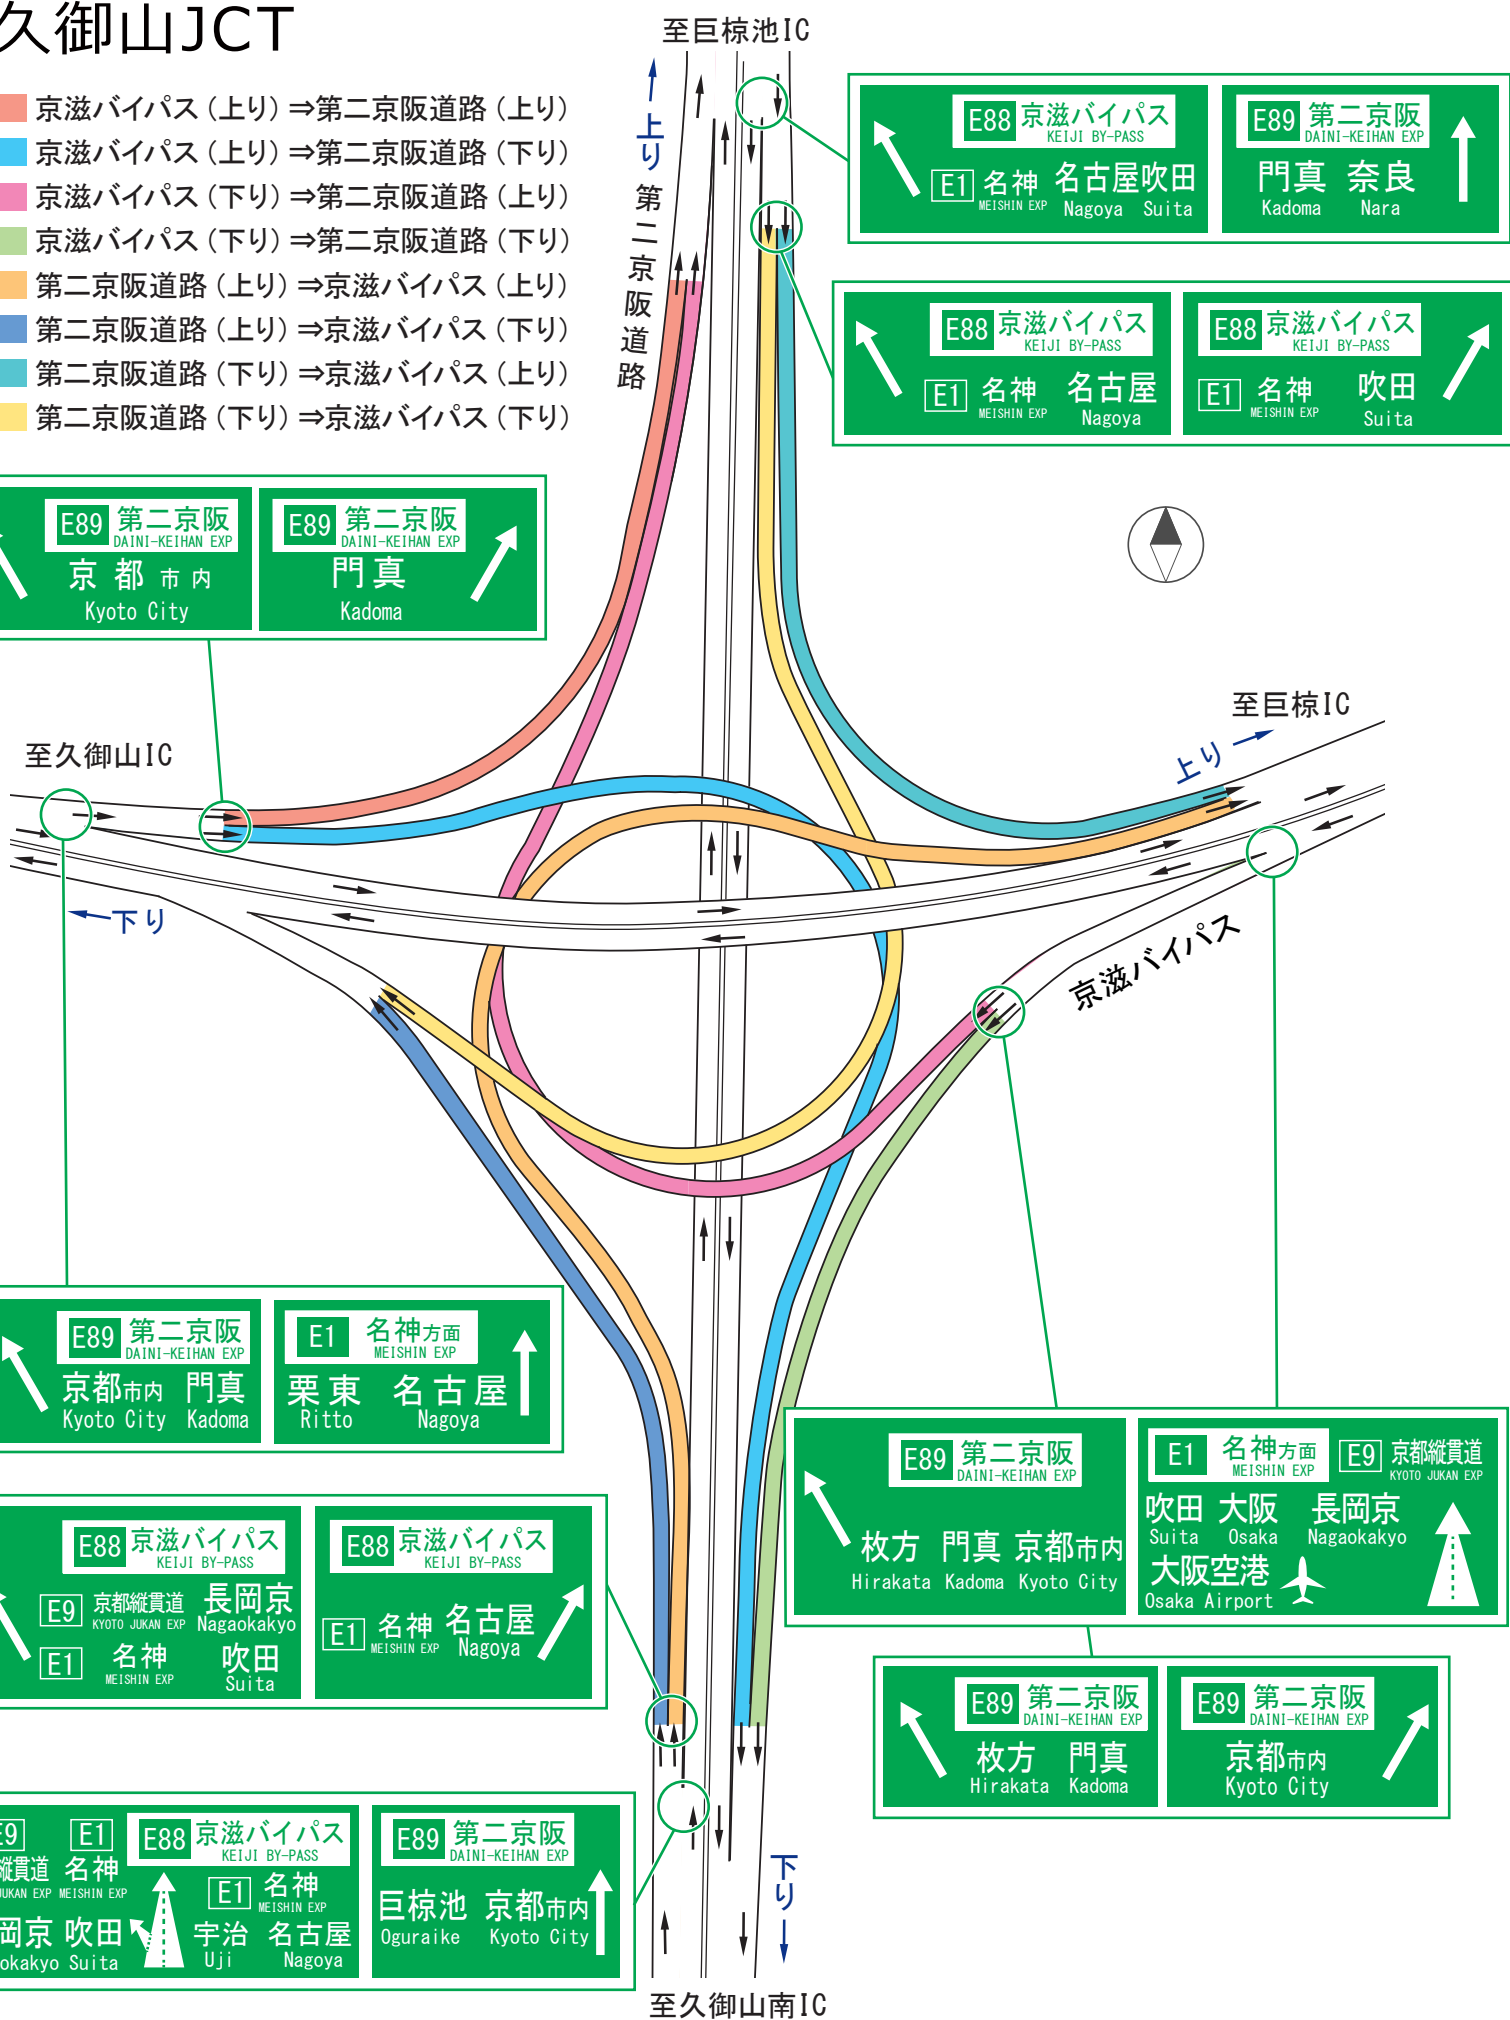 久御山JCT
至巨椋池IC
京滋バイパス（上り）⇒第二京阪道路（上り）
京滋バイパス（上り）⇒第二京阪道路（下り）
京滋バイパス（下り）⇒第二京阪道路（上り）
京滋バイパス（下り）⇒第二京阪道路（下り）
第二京阪道路（上り）⇒京滋バイパス（上り）
第二京阪道路（上り）⇒京滋バイパス（下り）
第二京阪道路（下り）⇒京滋バイパス（上り）
第二京阪道路（下り）⇒京滋バイパス（下り）
上り
第二京阪道路
E88 京滋バイパス
KEIJI BY-PASS
E1 名神 名古屋 吹田
MEISHIN EXP Nagoya Suita
E89 第二京阪
DAINI-KEIHAN EXP
門真 奈良
Kadoma Nara
E88 京滋バイパス
KEIJI BY-PASS
E1 名神 名古屋
MEISHIN EXP Nagoya
E88 京滋バイパス
KEIJI BY-PASS
E1 名神 吹田
MEISHIN EXP Suita
E89 第二京阪
DAINI-KEIHAN EXP
京都市内
Kyoto City
E89 第二京阪
DAINI-KEIHAN EXP
門真
Kadoma
至久御山IC
至巨椋IC
上り
下り
京滋バイパス
E89 第二京阪
DAINI-KEIHAN EXP
京都市内 門真
Kyoto City Kadoma
E1 名神方面
MEISHIN EXP
栗東 名古屋
Ritto Nagoya
E89 第二京阪
DAINI-KEIHAN EXP
枚方 門真 京都市内
Hirakata Kadoma Kyoto City
E1 名神方面 E9 京都縦貫道
MEISHIN EXP KYOTO JUKAN EXP
吹田 大阪 長岡京
Suita Osaka Nagaokakyo
大阪空港
Osaka Airport
E88 京滋バイパス
KEIJI BY-PASS
E9 京都縦貫道 長岡京
KYOTO JUKAN EXP Nagaokakyo
E1 名神 吹田
MEISHIN EXP Suita
E88 京滋バイパス
KEIJI BY-PASS
E1 名神 名古屋
MEISHIN EXP Nagoya
E89 第二京阪
DAINI-KEIHAN EXP
枚方 門真
Hirakata Kadoma
E89 第二京阪
DAINI-KEIHAN EXP
京都市内
Kyoto City
E9 E1
縦貫道 名神
JUKAN EXP MEISHIN EXP
岡京 吹田
okakyo Suita
E88 京滋バイパス
KEIJI BY-PASS
E1 名神
MEISHIN EXP
宇治 名古屋
Uji Nagoya
E89 第二京阪
DAINI-KEIHAN EXP
巨椋池 京都市内
Oguraike Kyoto City
下り
至久御山南IC